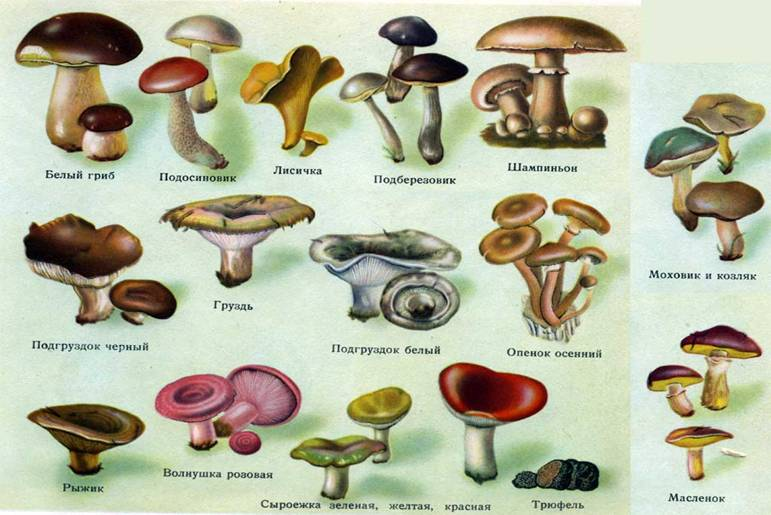 Белый гриб
Подосиновик
Лисичка
Подберезовик
Шампиньон
Моховик и козляк
Подгруздок черный
Груздь
Подгруздок белый
Опенок осенний
Рыжик
Волнушка розовая
Сыроежка зеленая, желтая, красная
Трюфель
Масленок